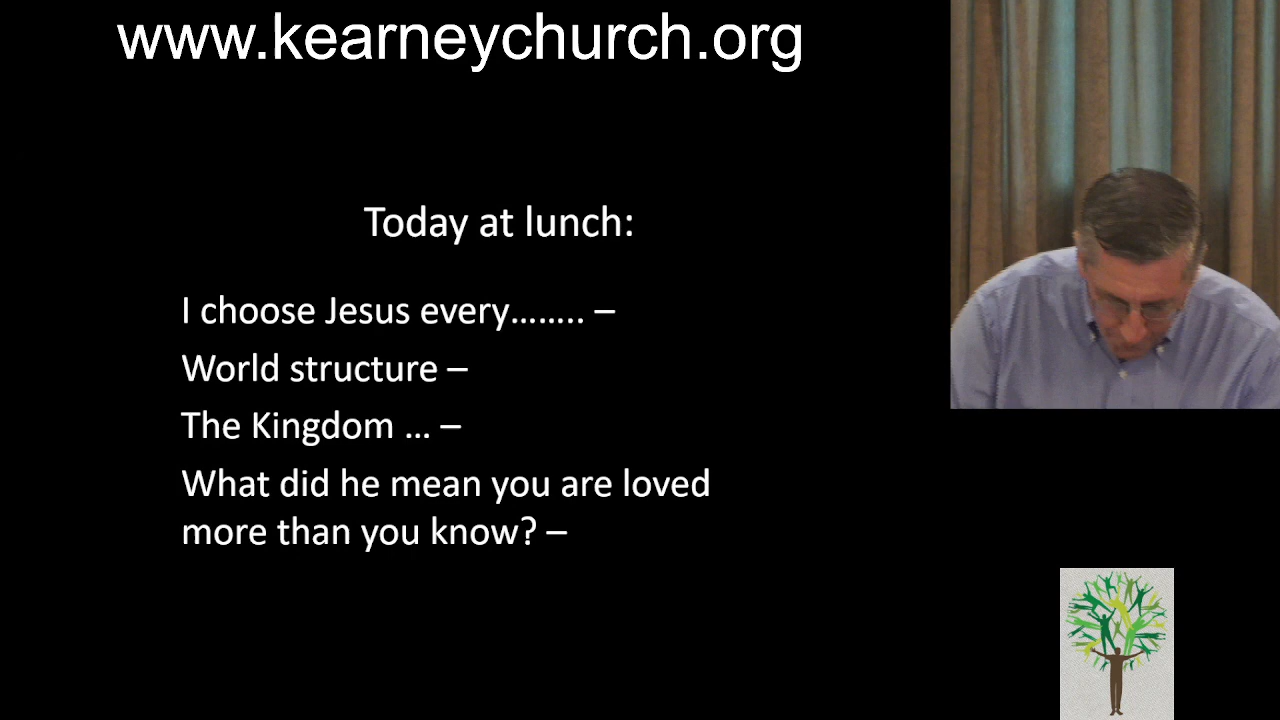 www.kearneychurch.org
Today at lunch:
I choose Jesus every…….. –
World structure –
The Kingdom … –
What did he mean you are loved
more than you know? –